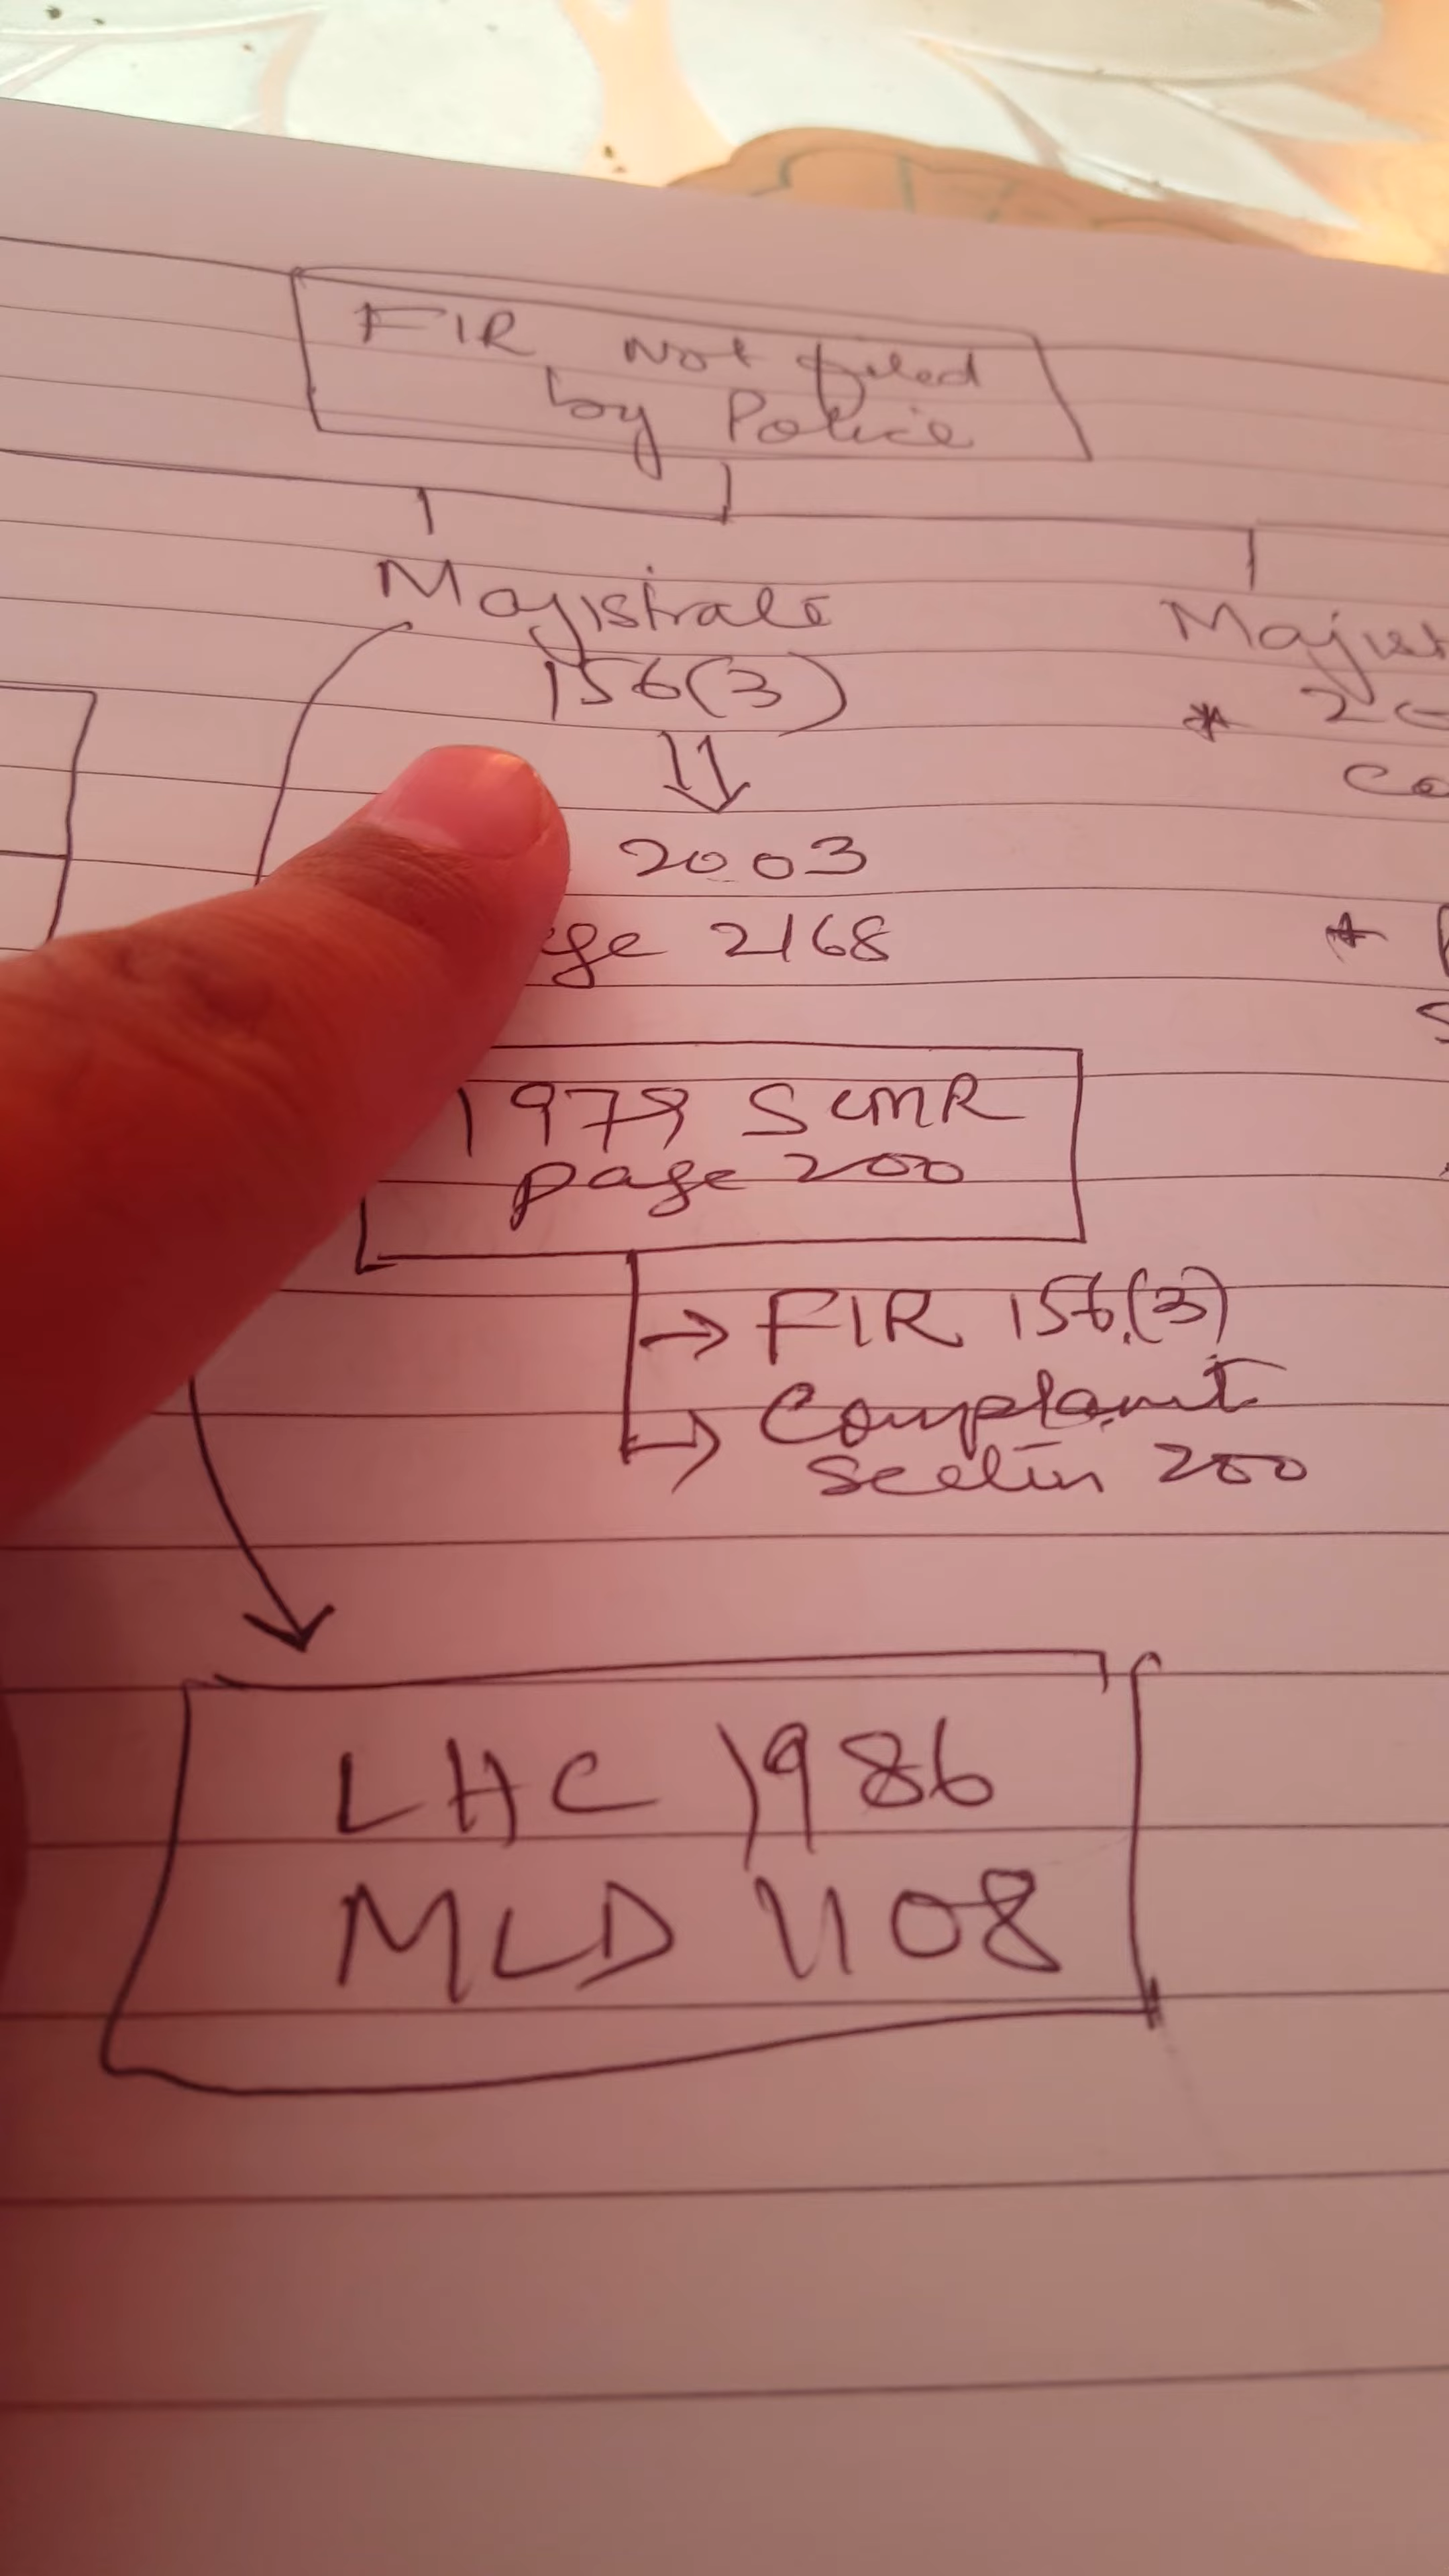 FIR Not filed
by Police
Magistrate
156(3)
2003
2168
1979 SCMR
page 200
FIR 156(3)
Complaint
Section 200
LHC 1986
MLD 1108